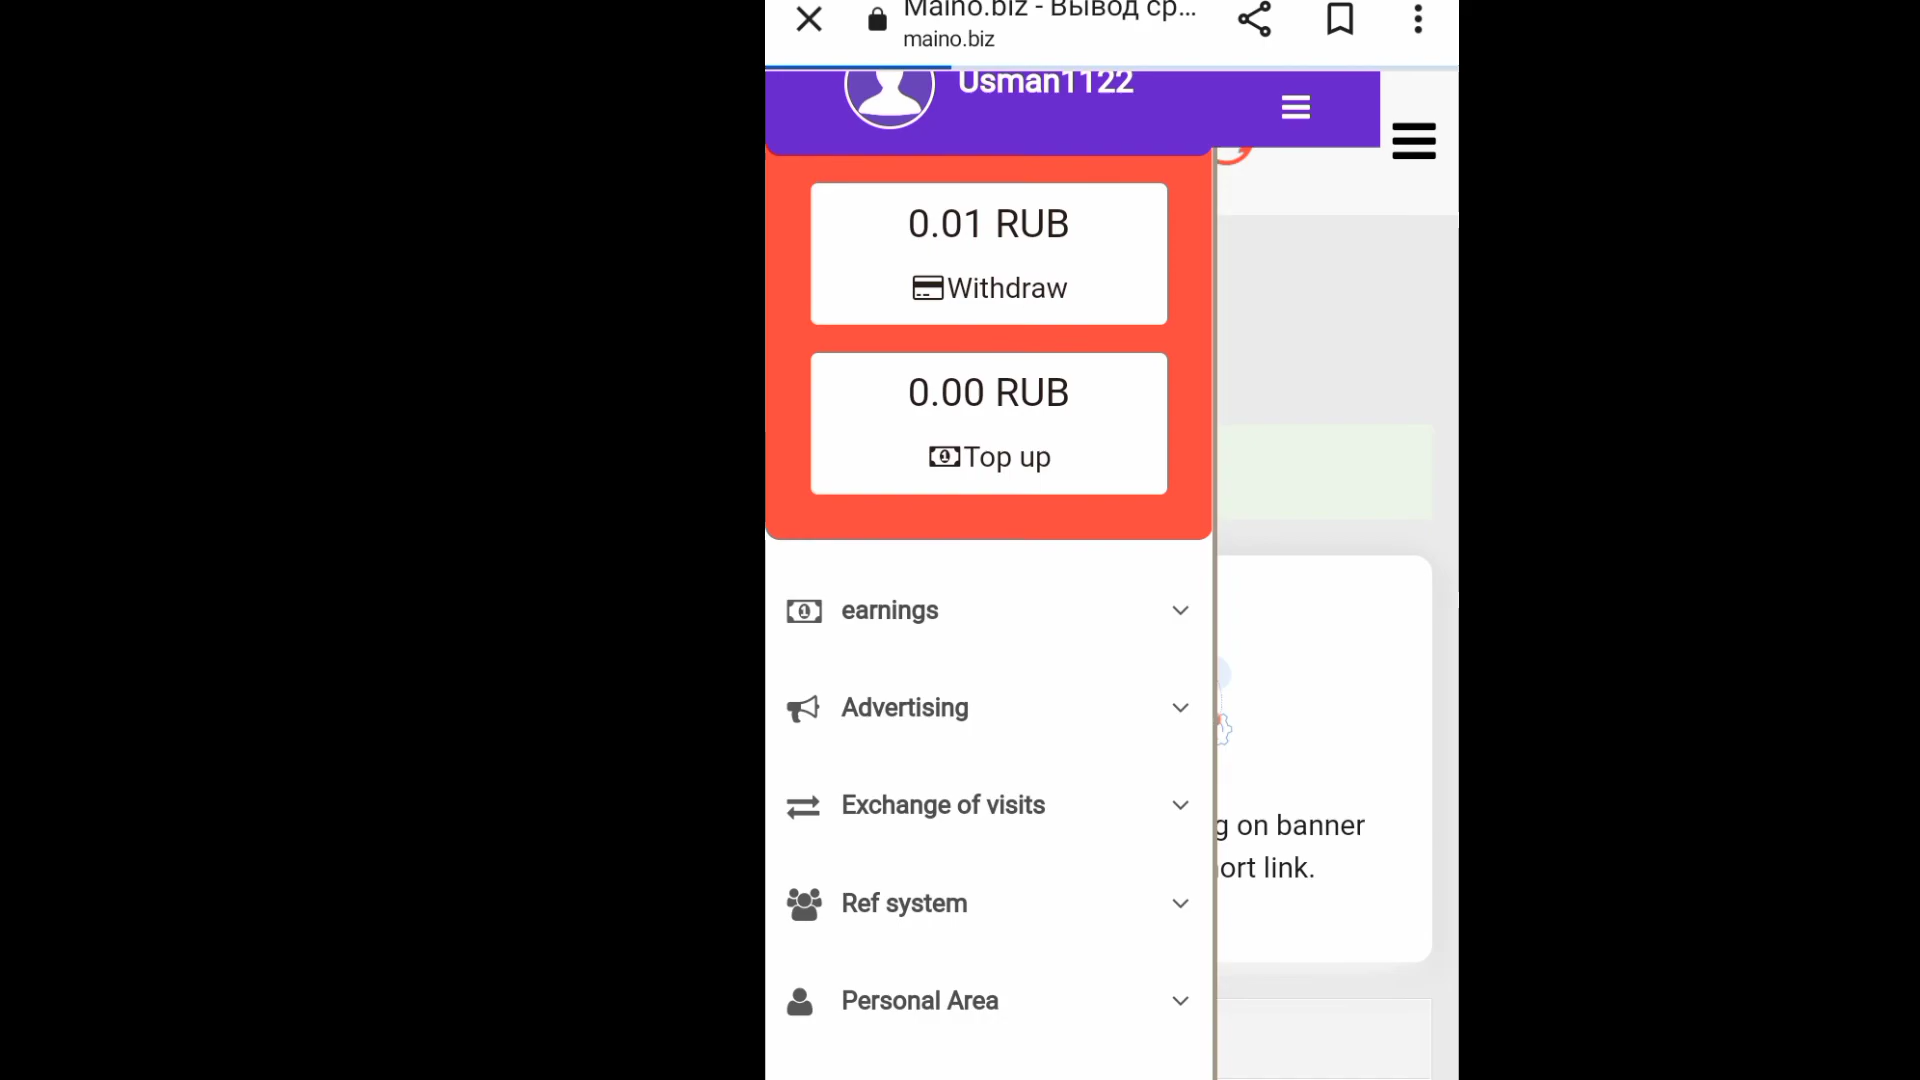 Maino.biz - Вывод ср...
maino.biz
Usman1122
0.01 RUB
Withdraw
0.00 RUB
Top up
earnings
Advertising
Exchange of visits
Ref system
Personal Area
g on banner
ort link.